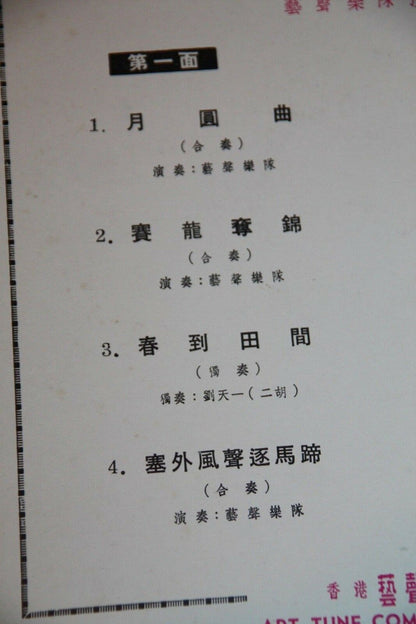 藝聲樂隊
第一面
1. 月圓曲
(合奏)
演奏：藝聲樂隊
2. 賽龍奪錦
(合奏)
演奏：藝聲樂隊
3. 春到田間
(獨奏)
獨奏：劉天一(二胡)
4. 塞外風聲逐馬蹄
(合奏)
演奏：藝聲樂隊
香港藝聲
ART TUNE COM